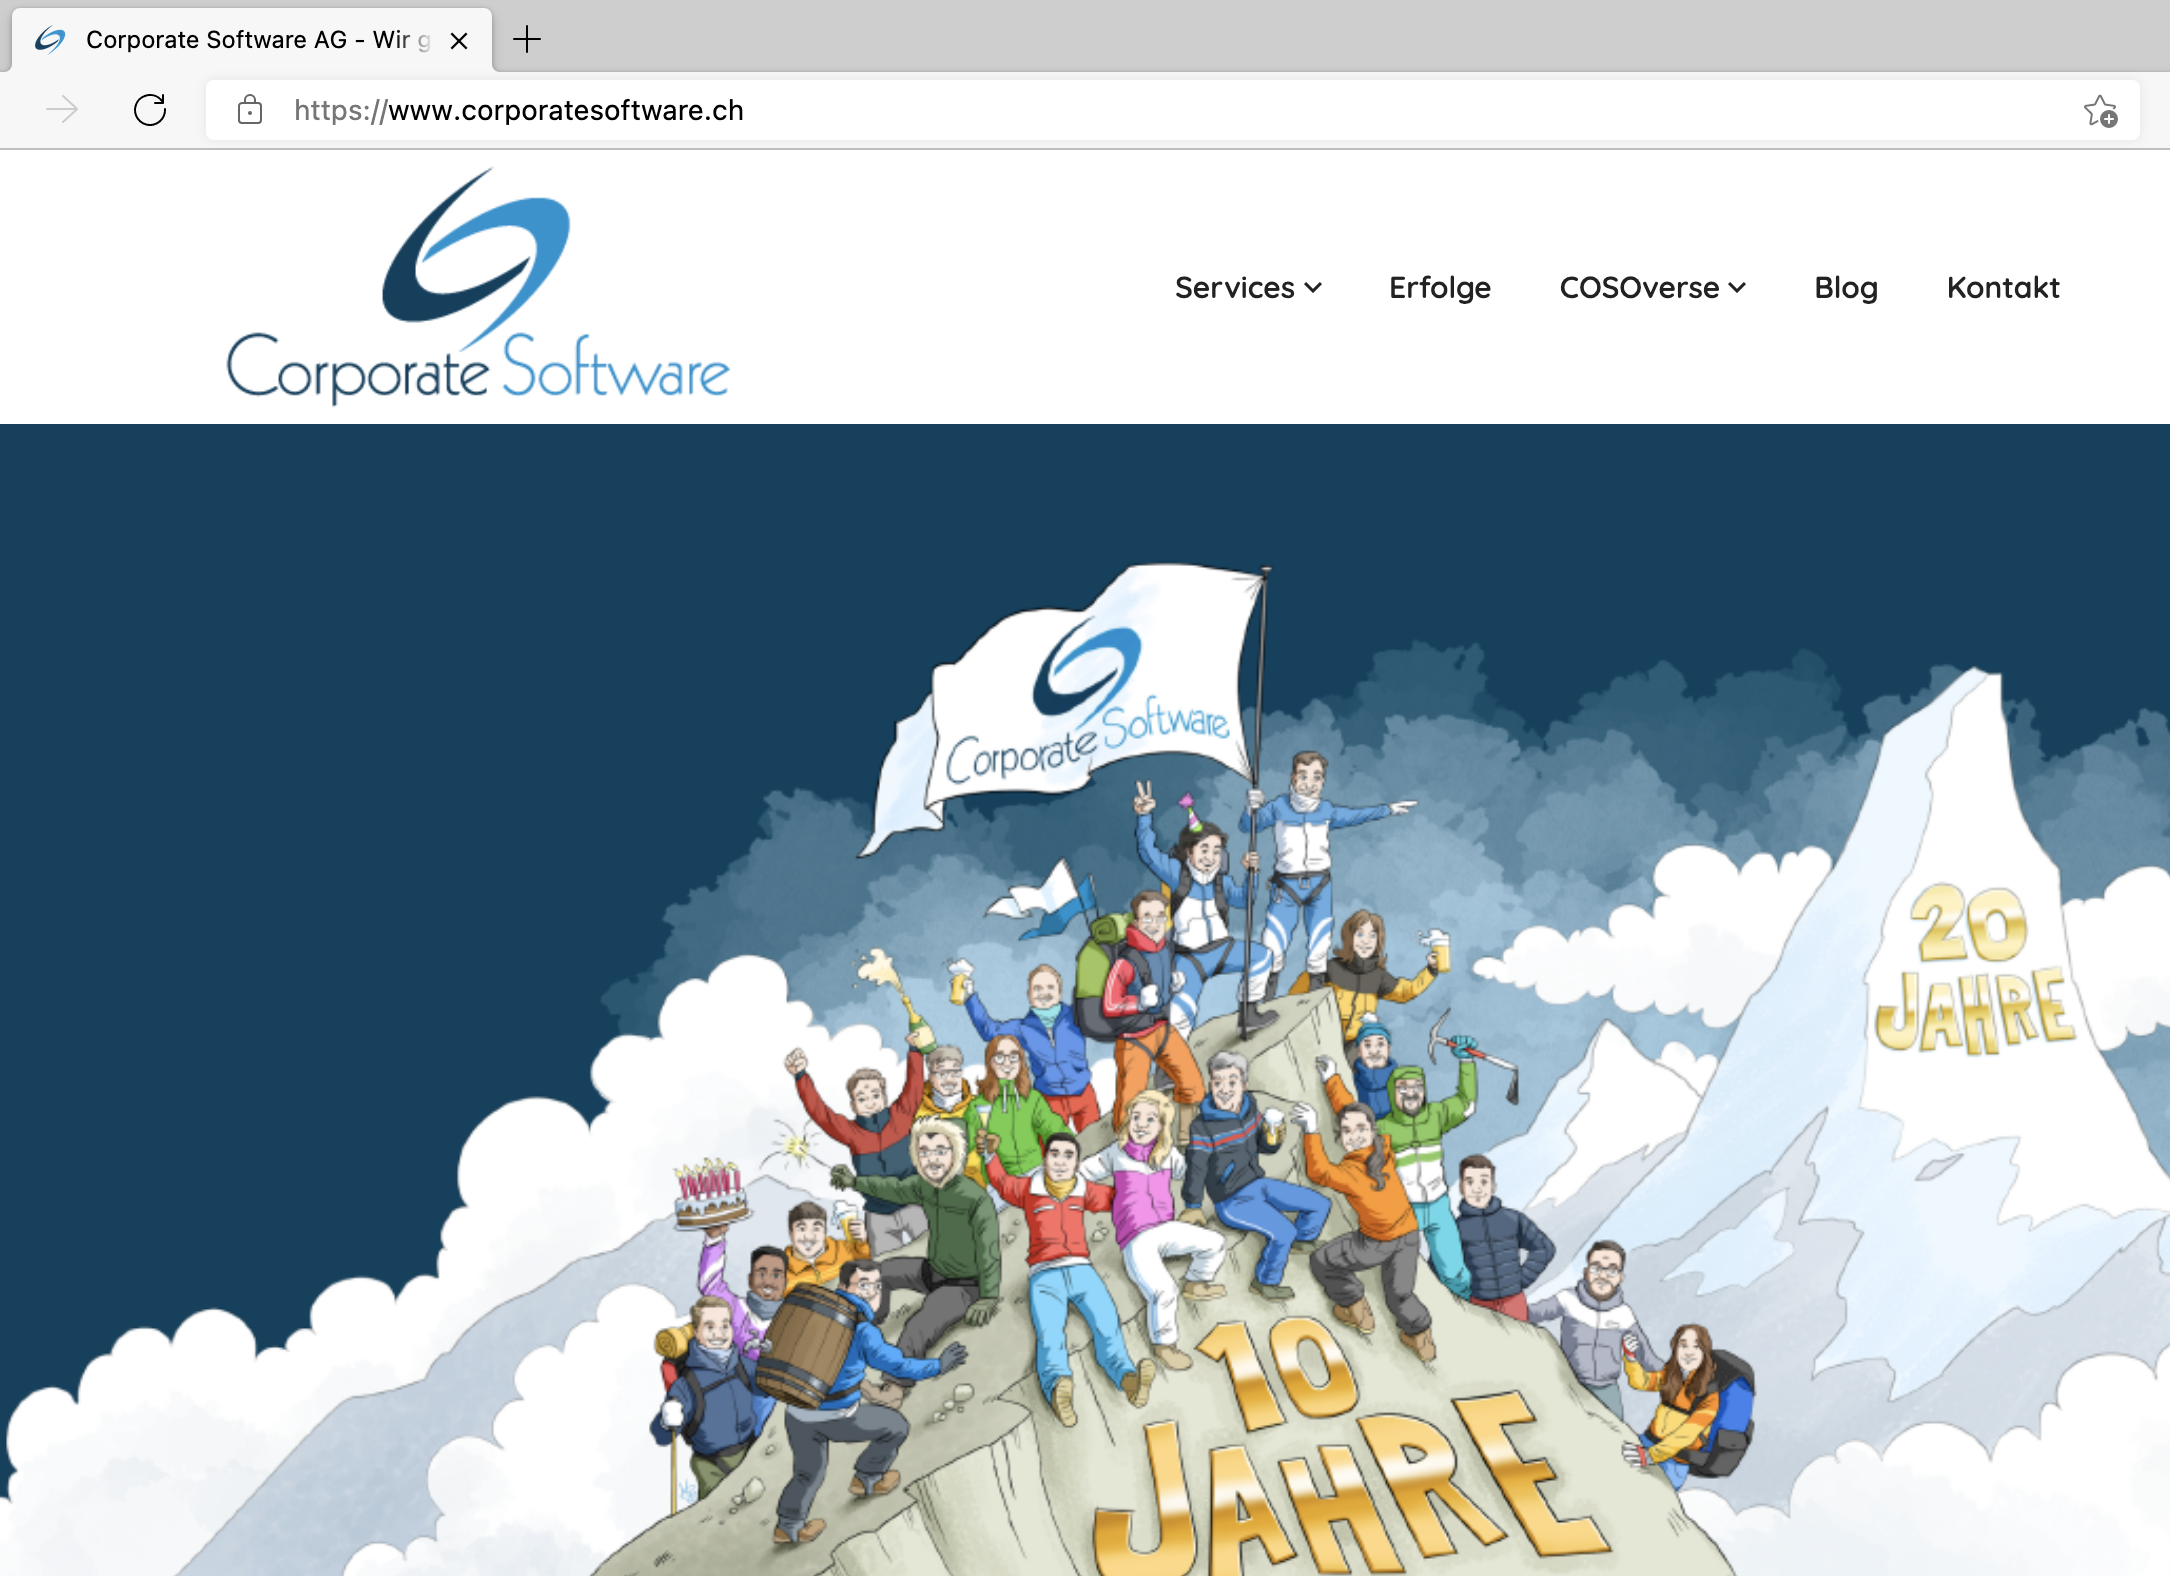 Corporate Software AG - Wir g
https://www.corporatesoftware.ch
Corporate Software
Services
Erfolge
COSOverse
Blog
Kontakt
Corporate Software
20
JAHRE
10
JAHRE